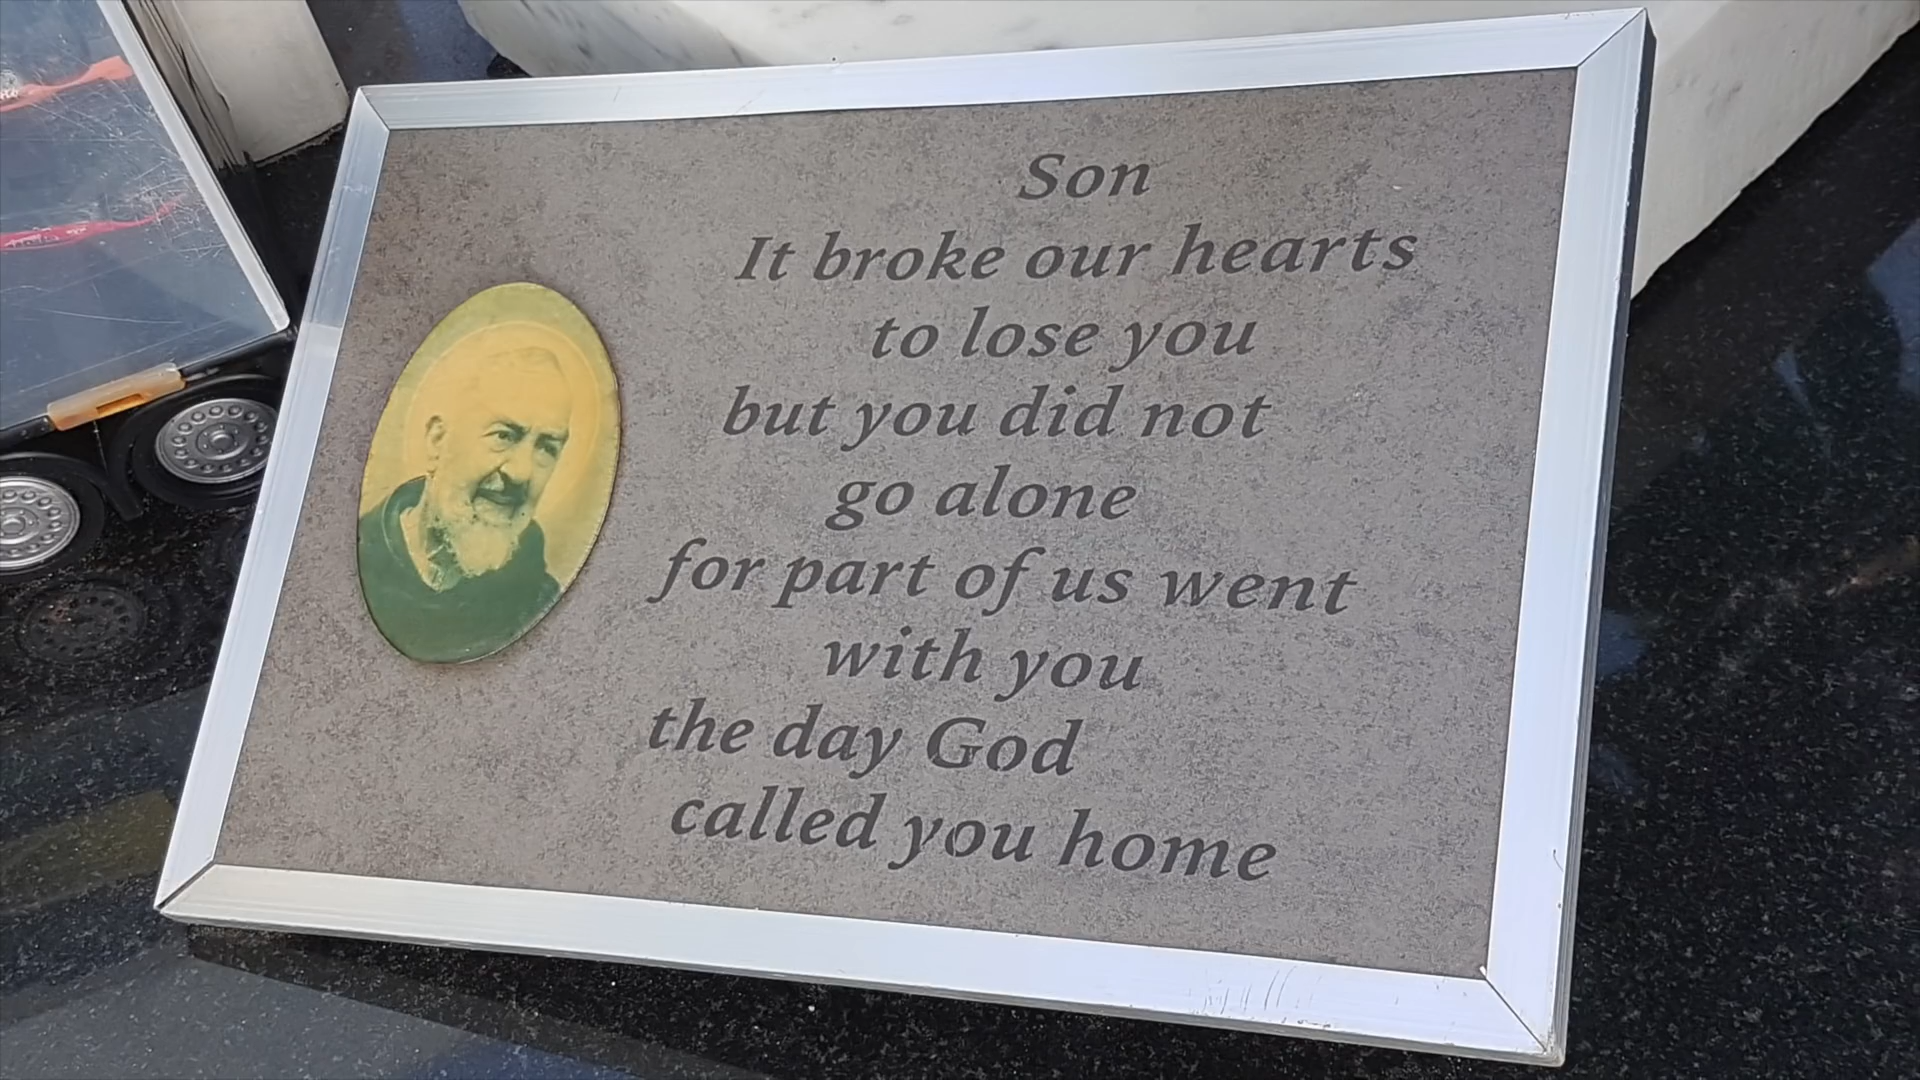 Son
It broke our hearts
to lose you
but you did not
go alone
for part of us went
with you
the day God
called you home